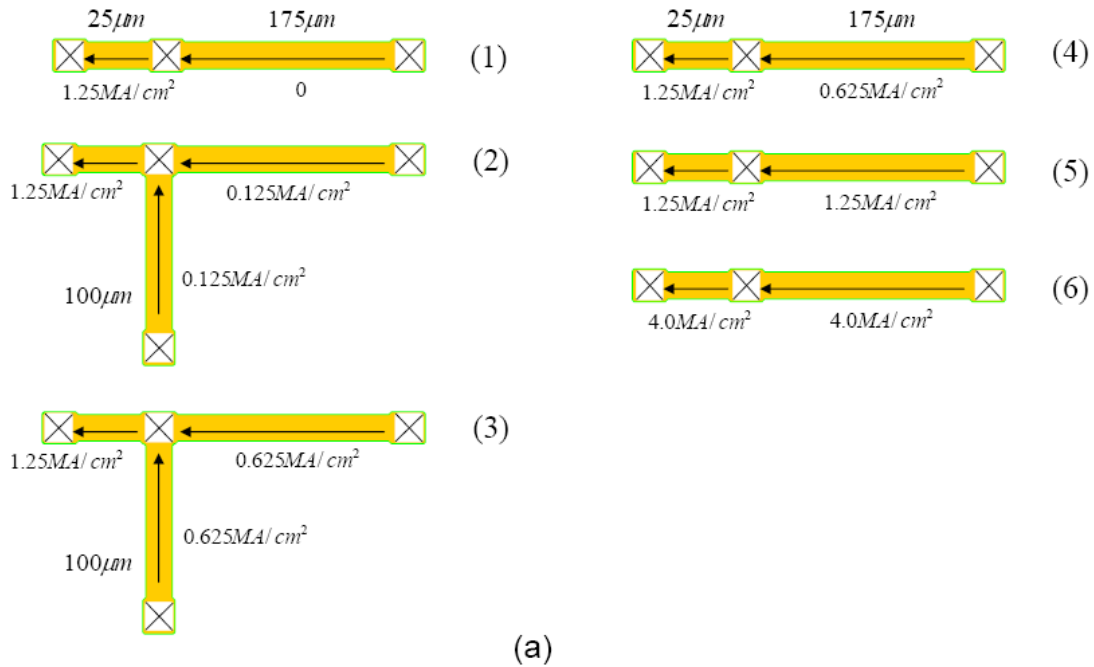 25μm 175μm
(1)
1.25MA/cm² 0
(2)
1.25MA/cm² 0.125MA/cm²
0.125MA/cm²
100μm
(3)
1.25MA/cm² 0.625MA/cm²
0.625MA/cm²
100μm
25μm 175μm
(4)
1.25MA/cm² 0.625MA/cm²
(5)
1.25MA/cm² 1.25MA/cm²
(6)
4.0MA/cm² 4.0MA/cm²
(a)